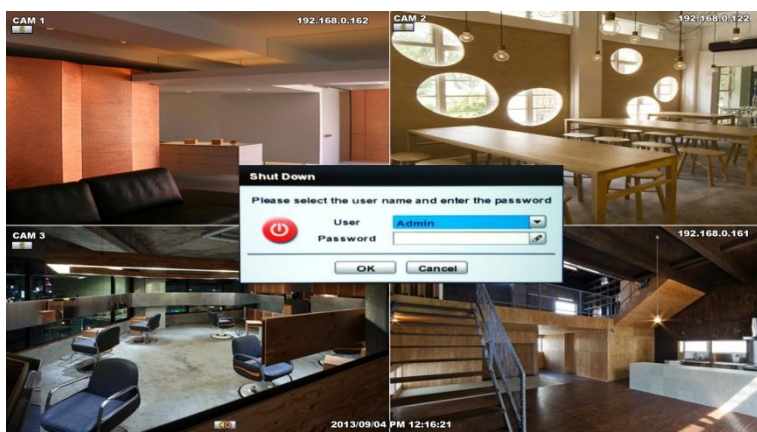 CAM 1
192.168.0.162
CAM 2
192.168.0.122
Shut Down
Please select the user name and enter the password
User
Admin
Password
OK
Cancel
CAM 3
192.168.0.161
2013/09/04 PM 12:16:21